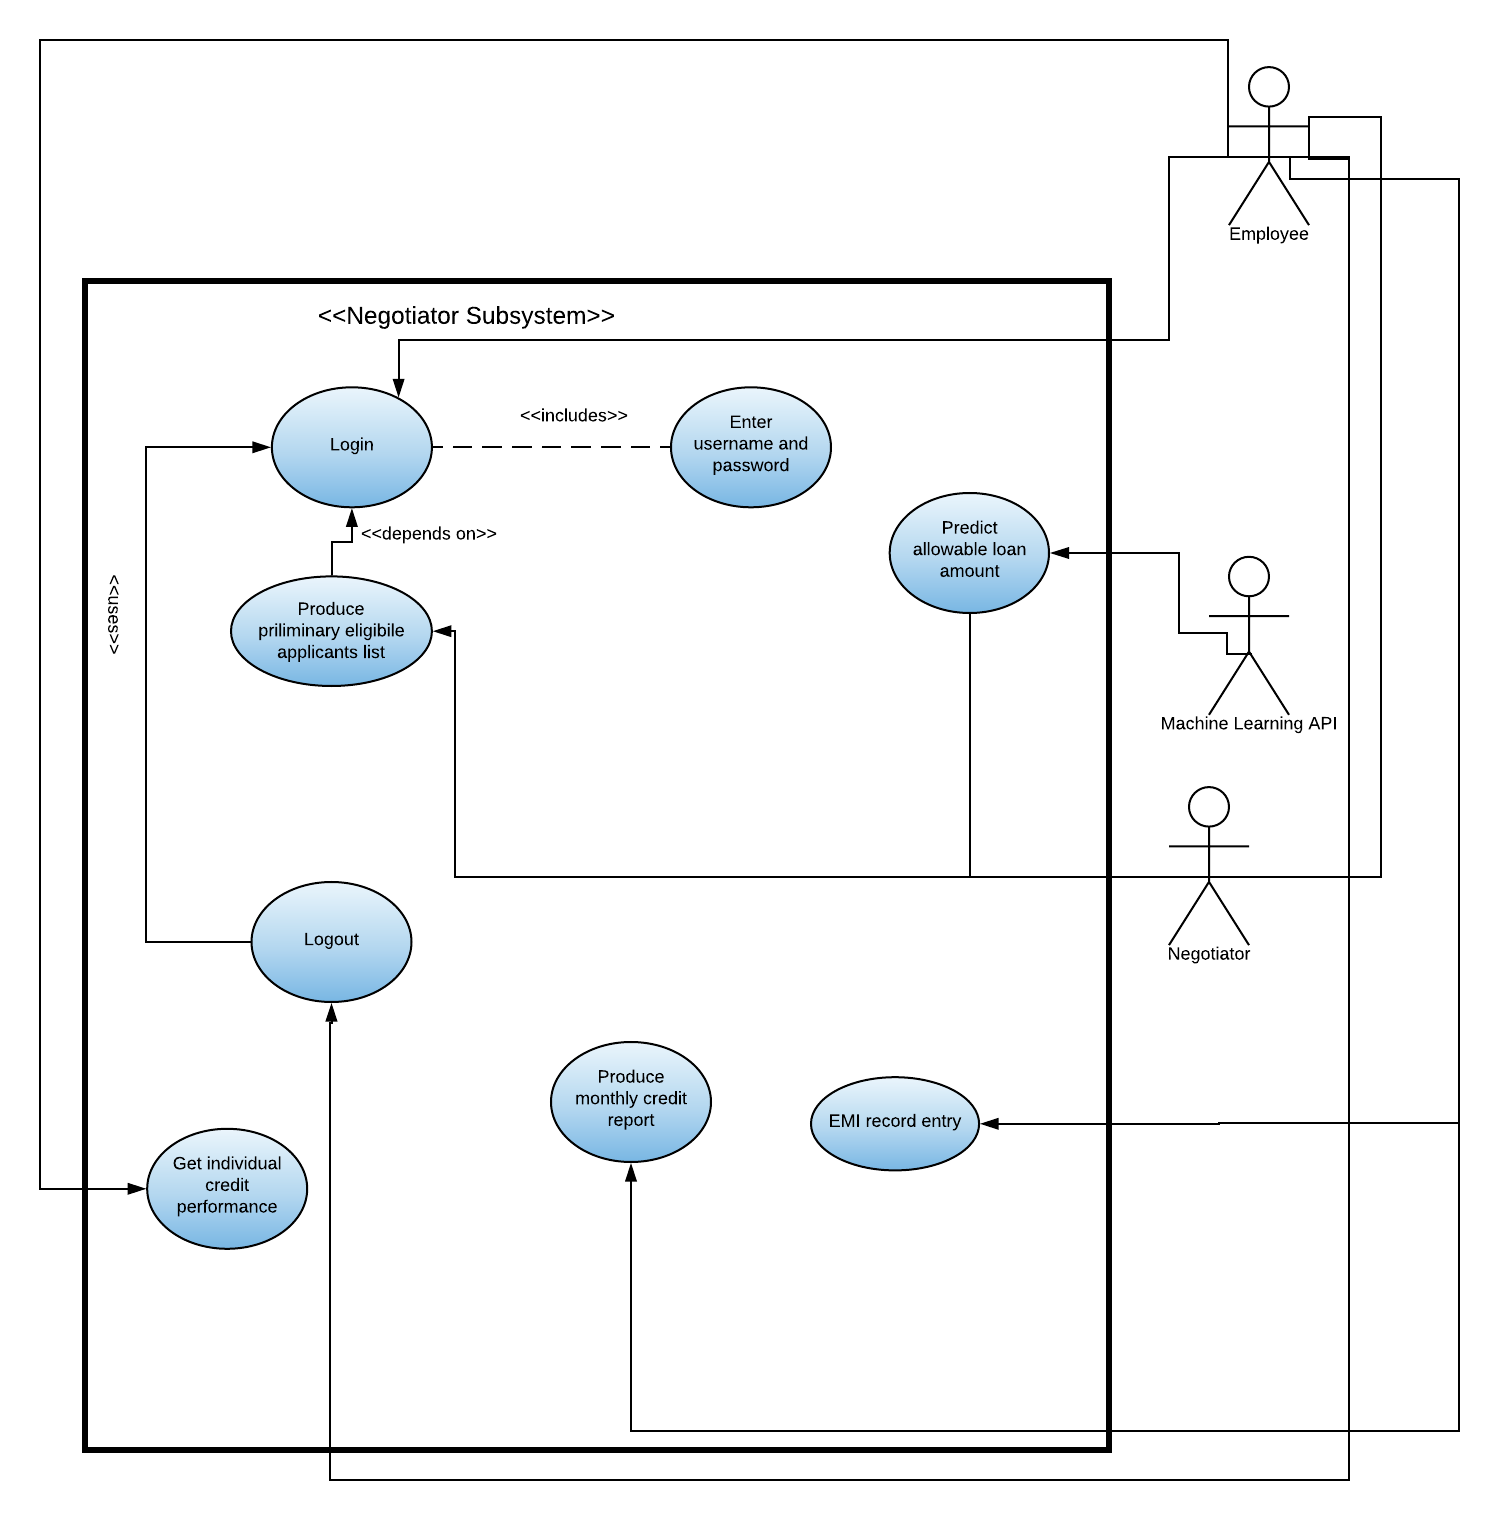 Employee
<<Negotiator Subsystem>>
<<includes>>
Login
Enter
username and
password
<<depends on>>
Predict
allowable loan
amount
<<uses>>
Produce
priliminary eligibile
applicants list
Machine Learning API
Logout
Negotiator
Produce
monthly credit
report
EMI record entry
Get individual
credit
performance